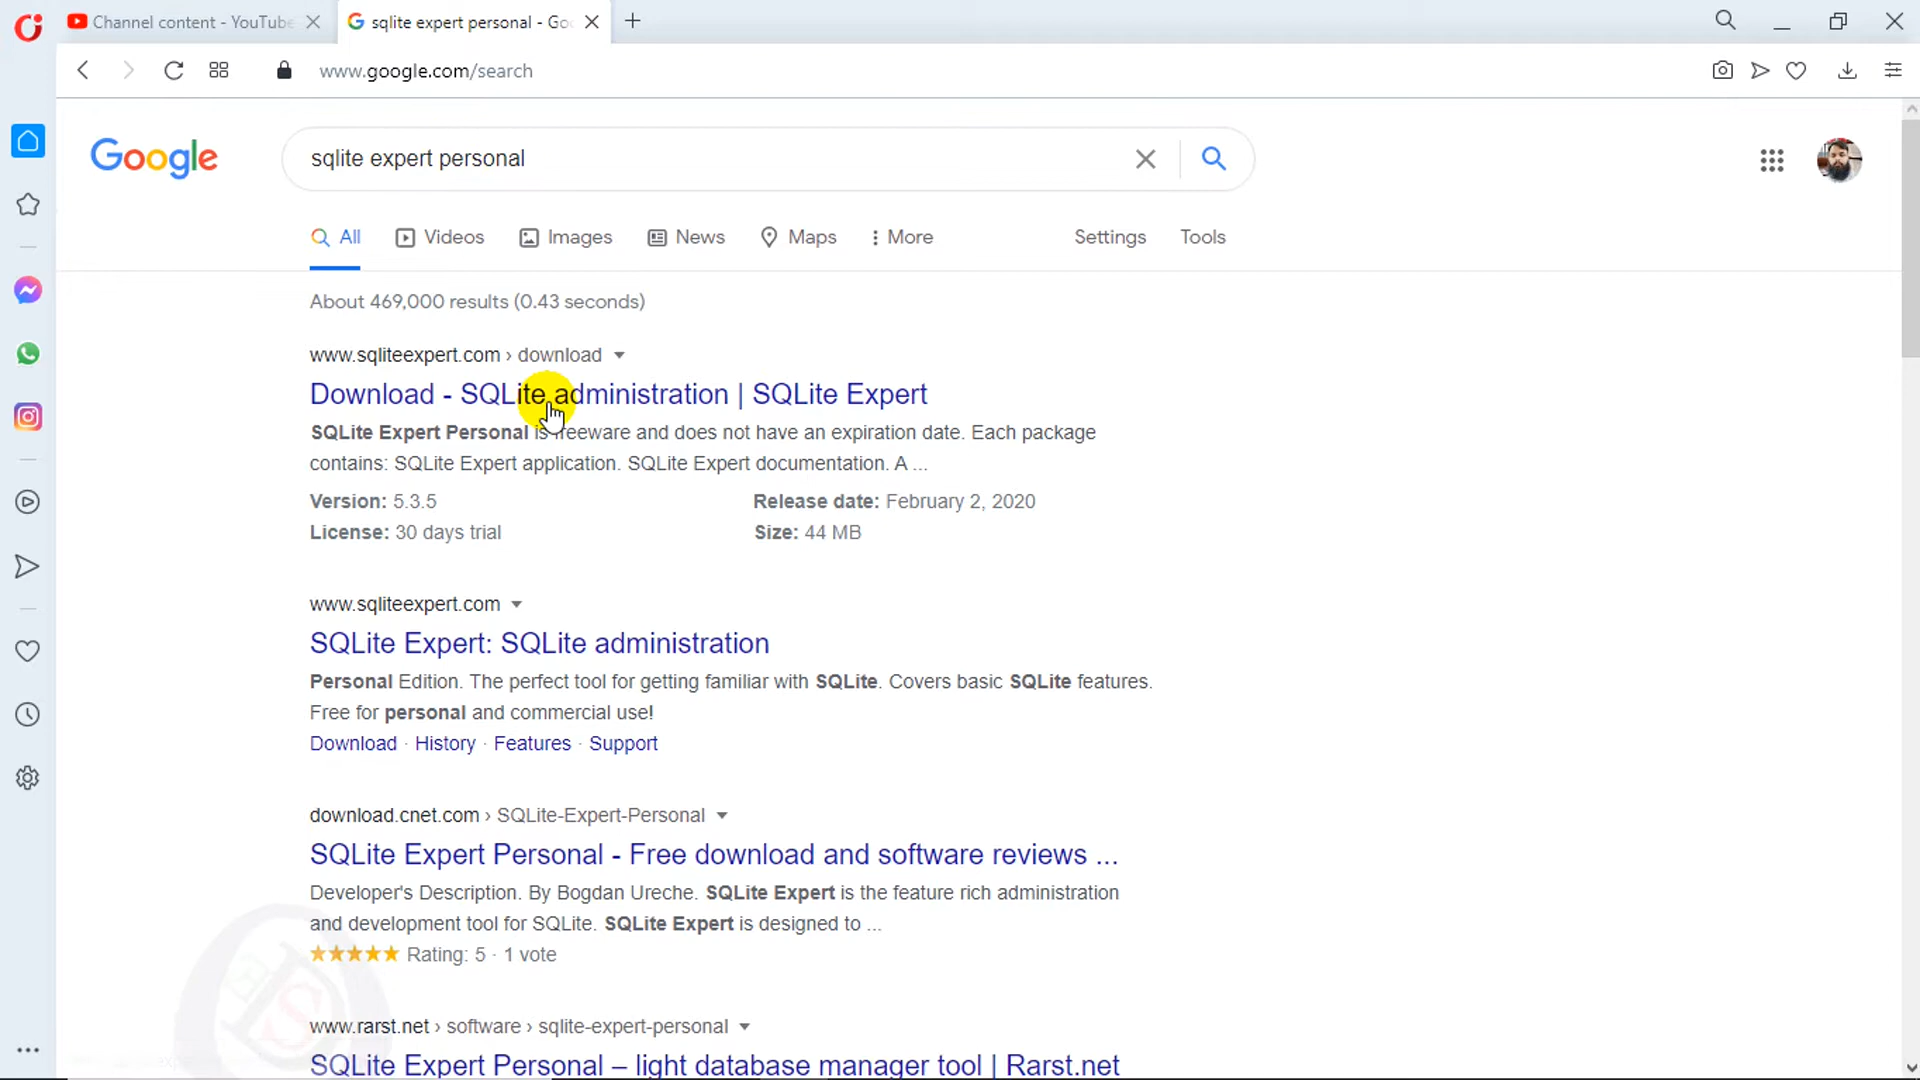 Channel content - YouTube
sqlite expert personal - Goo
www.google.com/search
Google
sqlite expert personal
All Videos Images News Maps More Settings Tools
About 469,000 results (0.43 seconds)
www.sqliteexpert.com › download
Download - SQLite administration | SQLite Expert
SQLite Expert Personal is freeware and does not have an expiration date. Each package
contains: SQLite Expert application. SQLite Expert documentation. A ...
Version: 5.3.5 Release date: February 2, 2020
License: 30 days trial Size: 44 MB
www.sqliteexpert.com
SQLite Expert: SQLite administration
Personal Edition. The perfect tool for getting familiar with SQLite. Covers basic SQLite features.
Free for personal and commercial use!
Download · History · Features · Support
download.cnet.com › SQLite-Expert-Personal
SQLite Expert Personal - Free download and software reviews ...
Developer's Description. By Bogdan Ureche. SQLite Expert is the feature rich administration
and development tool for SQLite. SQLite Expert is designed to ...
Rating: 5 · 1 vote
www.rarst.net › software › sqlite-expert-personal
SQLite Expert Personal – light database manager tool | Rarst.net